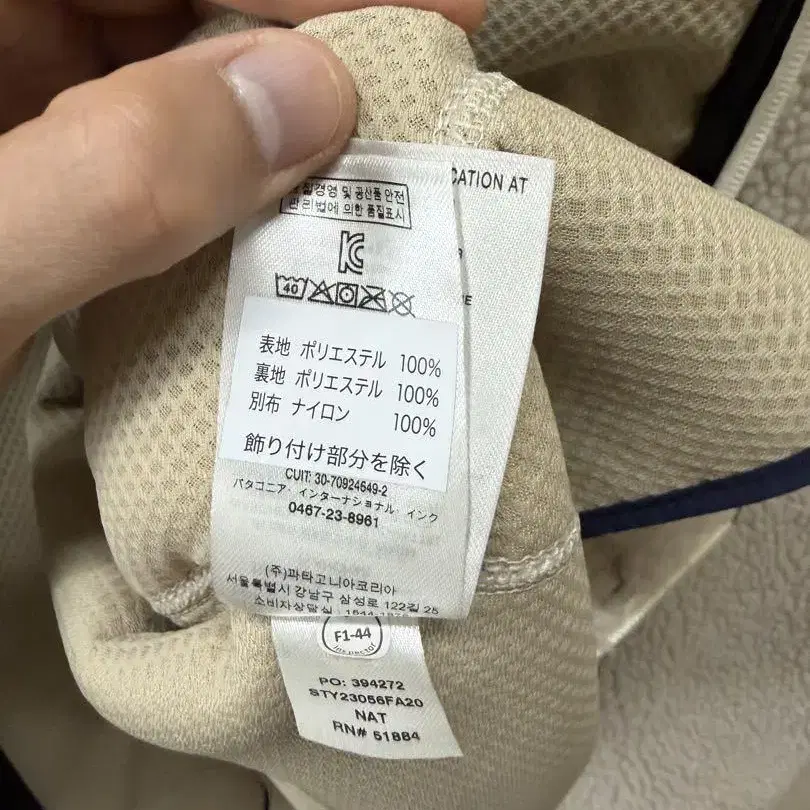 CATION AT
경영 및 공산품 안전
관리법에 의한 품질표시
40
表地 ポリエステル 100%
裏地 ポリエステル 100%
別布 ナイロン 100%
飾り付け部分を除く
CUIT: 30-70924649-2
パタゴニア・インターナショナル・インク
0467-23-8961
(주)파타고니아코리아
서울특별시 강남구 삼성로 122길 25
소비자상담실 :
F1-44
Inspector
PO: 394272
STY23056FA20
NAT
RN# 51884